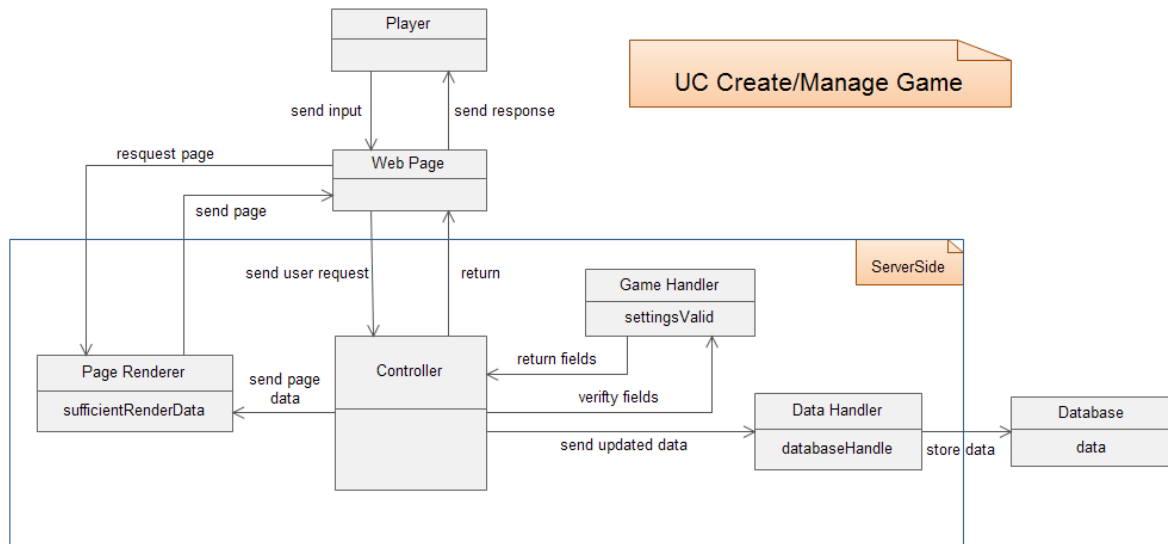 Player
UC Create/Manage Game
send input
send response
resquest page
Web Page
send page
send user request
return
ServerSide
Game Handler
settingsValid
return fields
Page Renderer
sufficientRenderData
send page
data
Controller
verifty fields
send updated data
Data Handler
databaseHandle
store data
Database
data